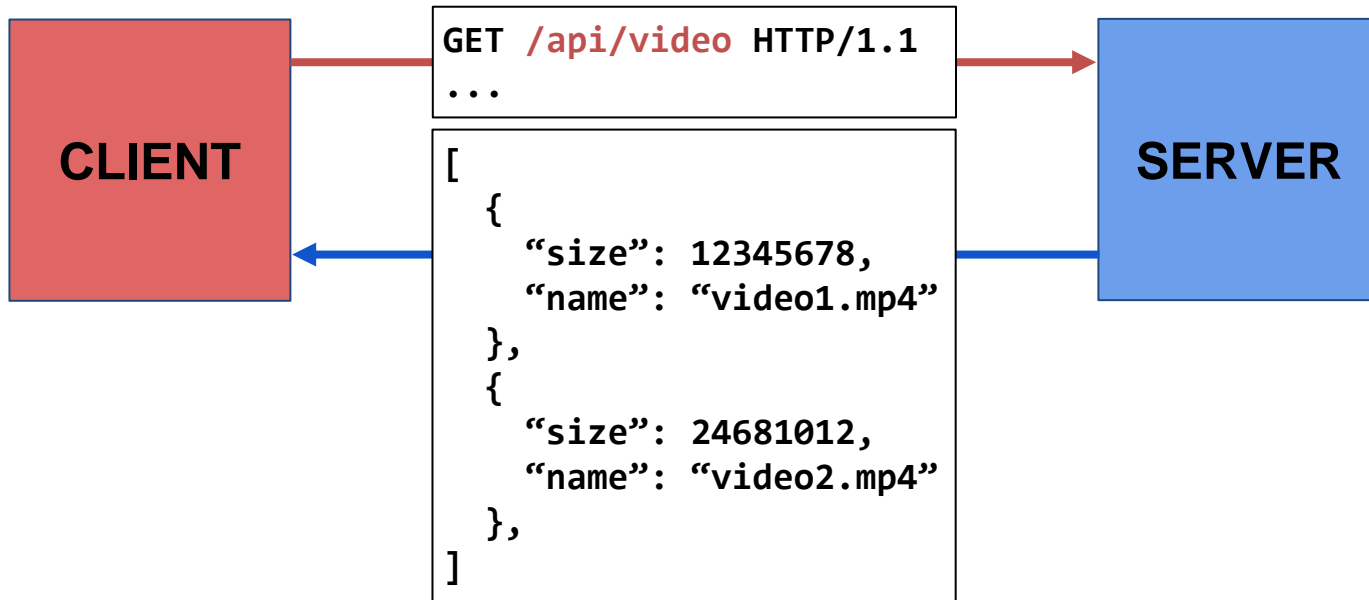 CLIENT
GET /api/video HTTP/1.1
...
[
{
“size”: 12345678,
“name”: “video1.mp4”
},
{
“size”: 24681012,
“name”: “video2.mp4”
},
]
SERVER